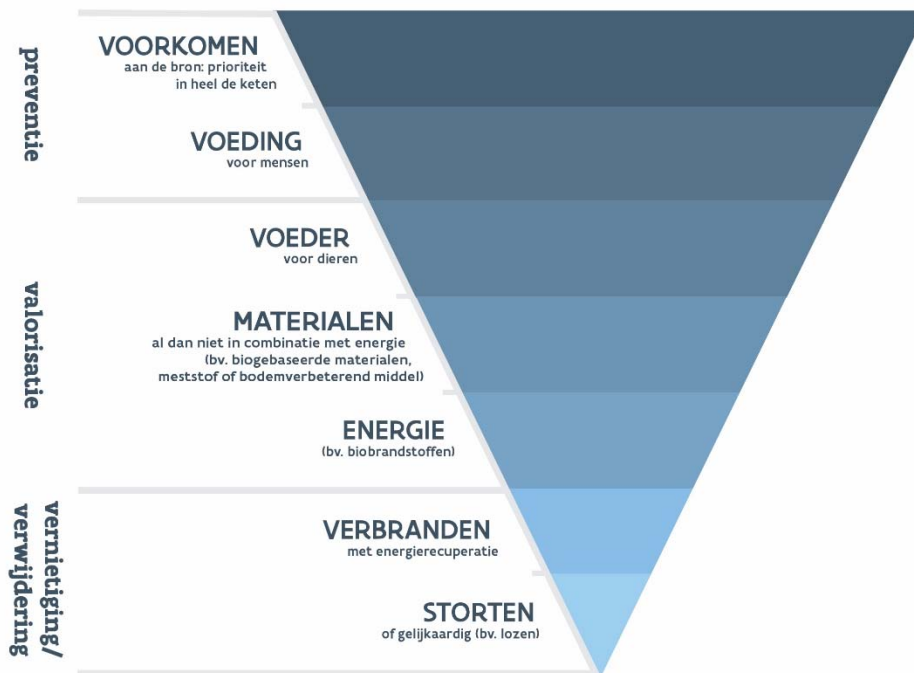 preventie
VOORKOMEN
aan de bron: prioriteit
in heel de keten
VOEDING
voor mensen
valorisatie
VOEDER
voor dieren
MATERIALEN
al dan niet in combinatie met energie
(bv. biogebaseerde materialen,
meststof of bodemverbeterend middel)
ENERGIE
(bv. biobrandstoffen)
vernietiging/
verwijdering
VERBRANDEN
met energierecuperatie
STORTEN
of gelijkaardig (bv. lozen)